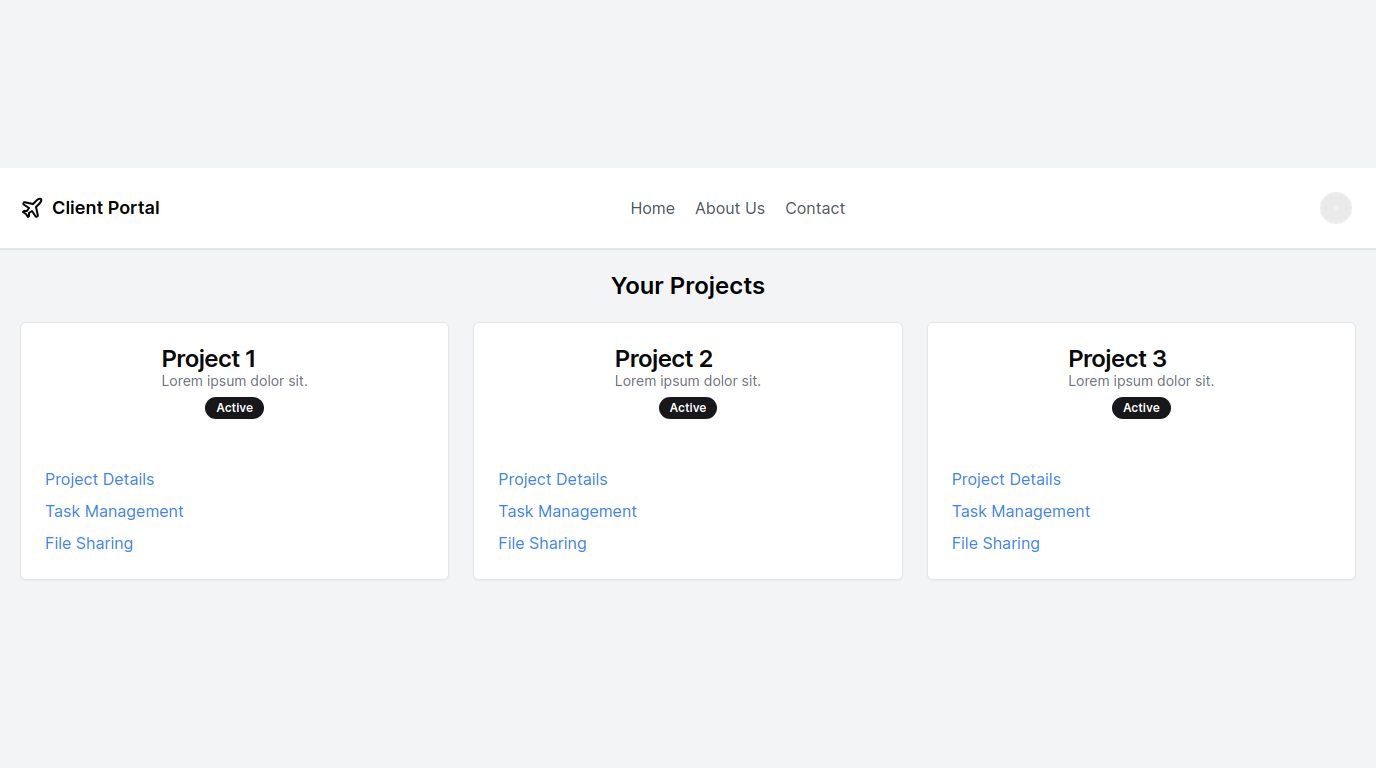 Client Portal
Home About Us Contact
Your Projects
Project 1
Lorem ipsum dolor sit.
Active
Project Details
Task Management
File Sharing
Project 2
Lorem ipsum dolor sit.
Active
Project Details
Task Management
File Sharing
Project 3
Lorem ipsum dolor sit.
Active
Project Details
Task Management
File Sharing